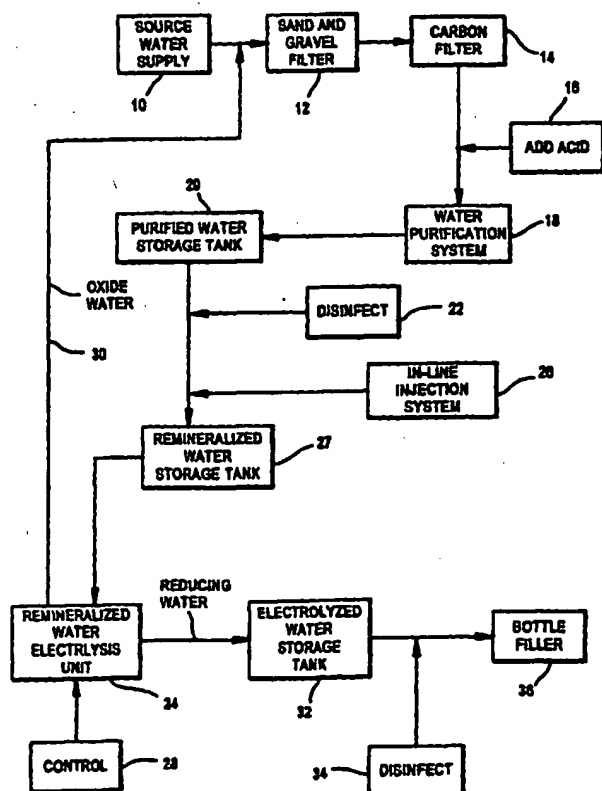 SOURCE
WATER
SUPPLY
10
SAND AND
GRAVEL
FILTER
12
CARBON
FILTER
14
16
ADD ACID
20
PURIFIED WATER
STORAGE TANK
WATER
PURIFICATION
SYSTEM
18
OXIDE
WATER
30
DISINFECT
22
IN-LINE
INJECTION
SYSTEM
26
REMINERALIZED
WATER
STORAGE TANK
27
REMINERALIZED
WATER
ELECTRLYSIS
UNIT
24
REDUCING
WATER
ELECTROLYZED
WATER
STORAGE
TANK
32
BOTTLE
FILLER
36
CONTROL
28
34
DISINFECT